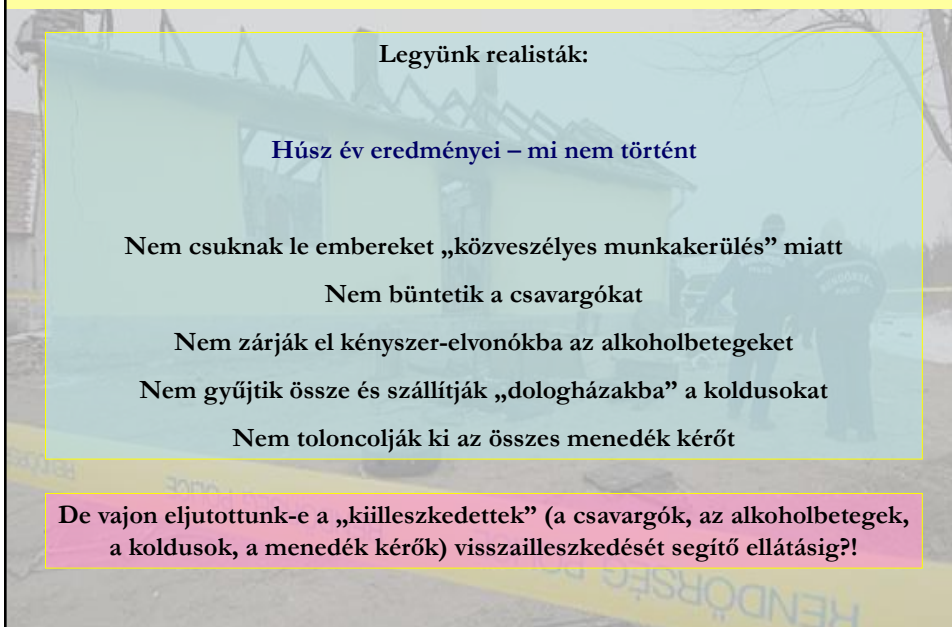 Legyünk realisták:
Húsz év eredményei – mi nem történt
Nem csuknak le embereket „közveszélyes munkakerülés” miatt
Nem büntetik a csavargókat
Nem zárják el kényszer-elvonókba az alkoholbetegeket
Nem gyűjtik össze és szállítják „dologházakba” a koldusokat
Nem toloncolják ki az összes menedék kérőt
De vajon eljutottunk-e a „kiilleszkedettek” (a csavargók, az alkoholbetegek,
a koldusok, a menedék kérők) visszailleszkedését segítő ellátásig?!
RENDŐRSÉG